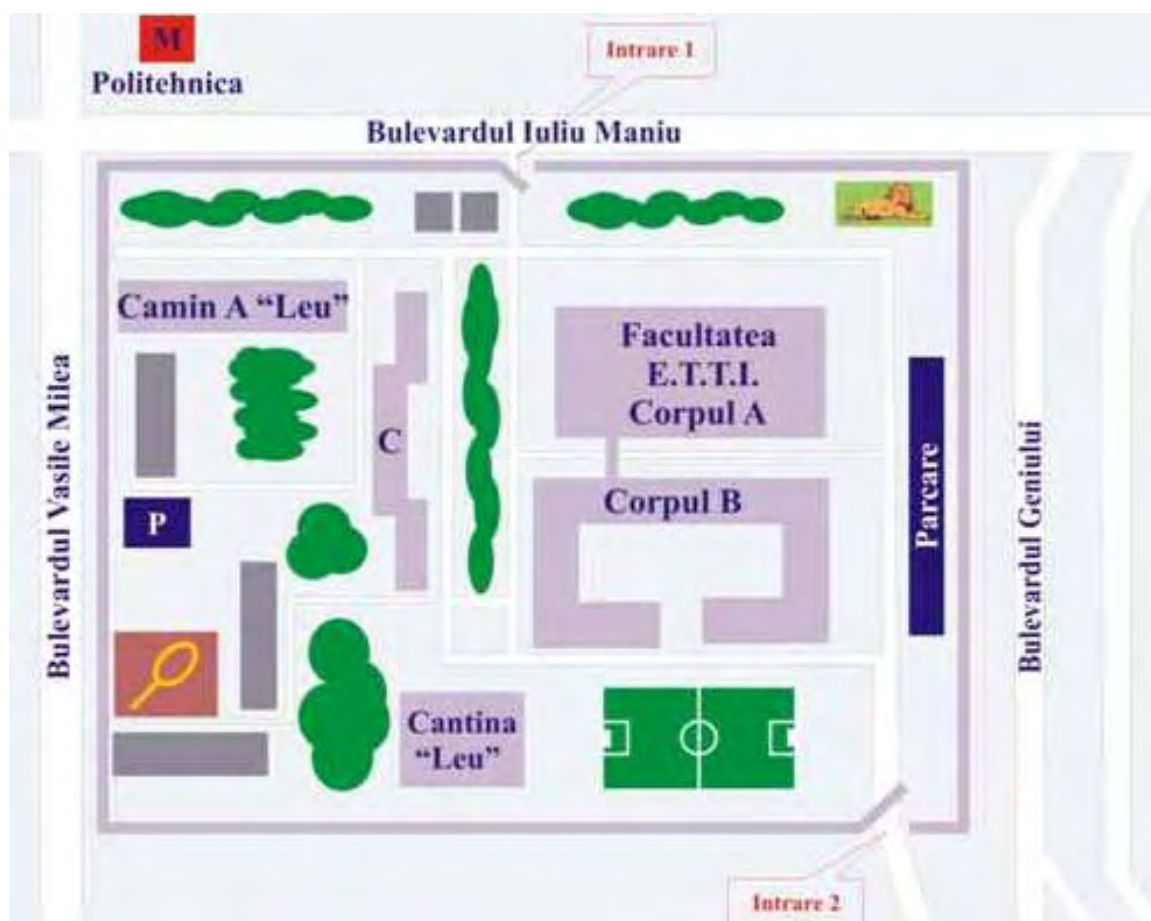 M
Politehnica
Intrare 1
Bulevardul Iuliu Maniu
Camin A “Leu”
Facultatea
E.T.T.I.
Corpul A
C
Bulevardul Vasile Milea
P
Corpul B
Parcare
Bulevardul Geniului
Cantina
“Leu”
Intrare 2